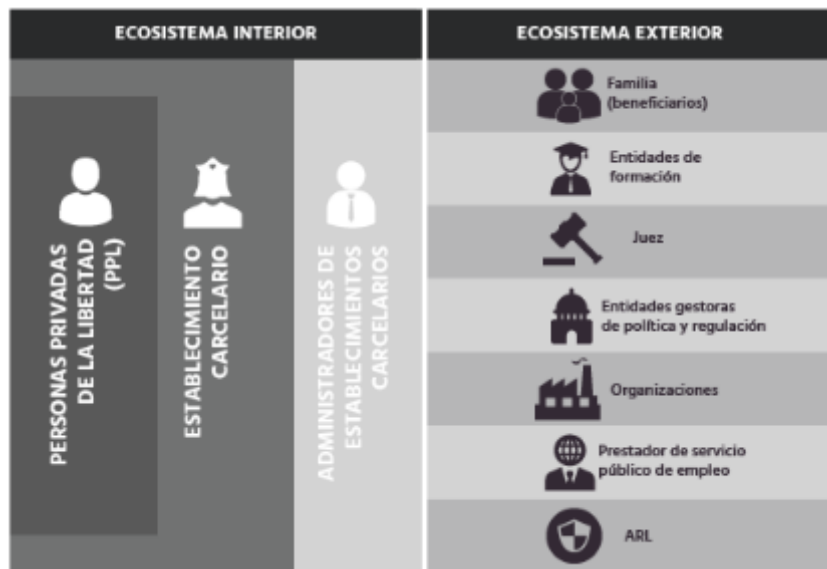 ECOSISTEMA INTERIOR
PERSONAS PRIVADAS
DE LA LIBERTAD
(PPL)
ESTABLECIMIENTO
CARCELARIO
ADMINISTRADORES DE
ESTABLECIMIENTOS
CARCELARIOS
ECOSISTEMA EXTERIOR
Familia
(beneficiarios)
Entidades de
formación
Juez
Entidades gestoras
de política y regulación
Organizaciones
Prestador de servicio
público de empleo
ARL